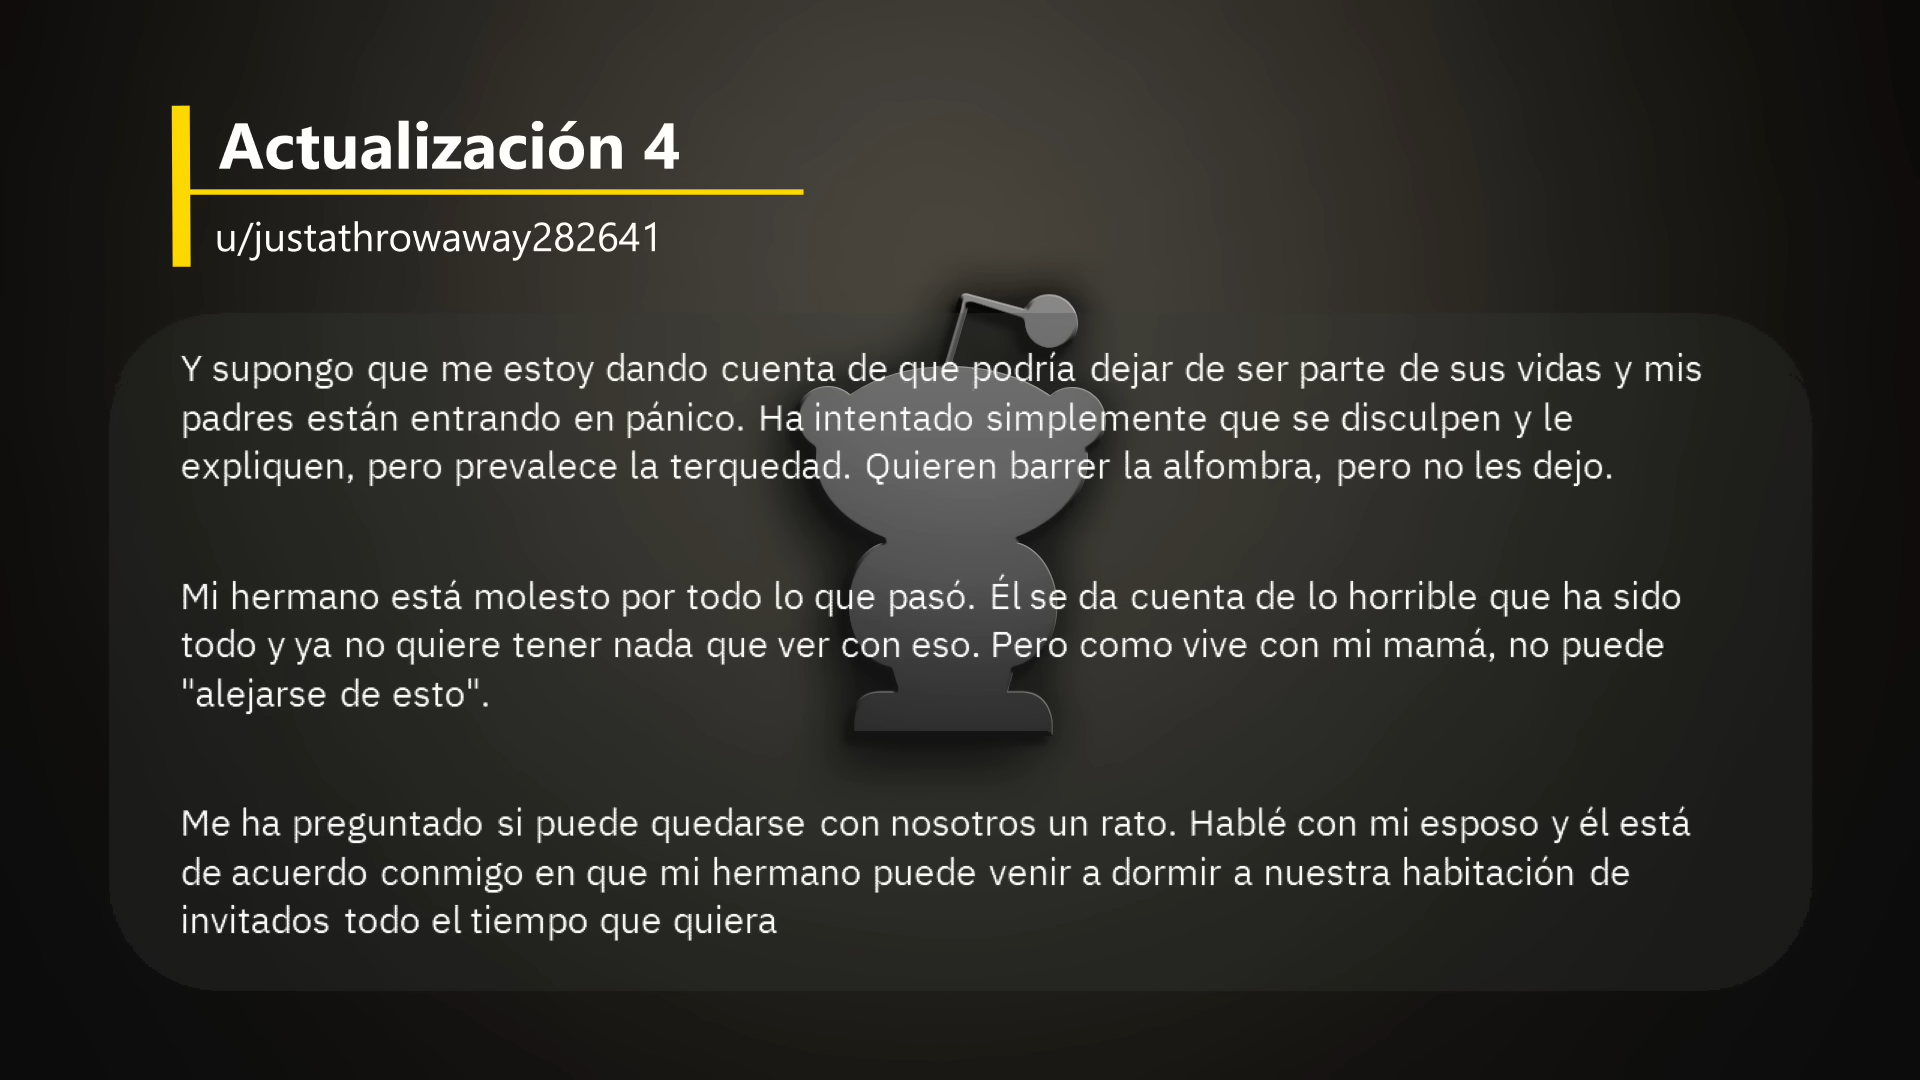 Actualización 4
u/justathrowaway282641
Y supongo que me estoy dando cuenta de que podría dejar de ser parte de sus vidas y mis
padres están entrando en pánico. Ha intentado simplemente que se disculpen y le
expliquen, pero prevalece la terquedad. Quieren barrer la alfombra, pero no les dejo.
Mi hermano está molesto por todo lo que pasó. Él se da cuenta de lo horrible que ha sido
todo y ya no quiere tener nada que ver con eso. Pero como vive con mi mamá, no puede
"alejarse de esto".
Me ha preguntado si puede quedarse con nosotros un rato. Hablé con mi esposo y él está
de acuerdo conmigo en que mi hermano puede venir a dormir a nuestra habitación de
invitados todo el tiempo que quiera